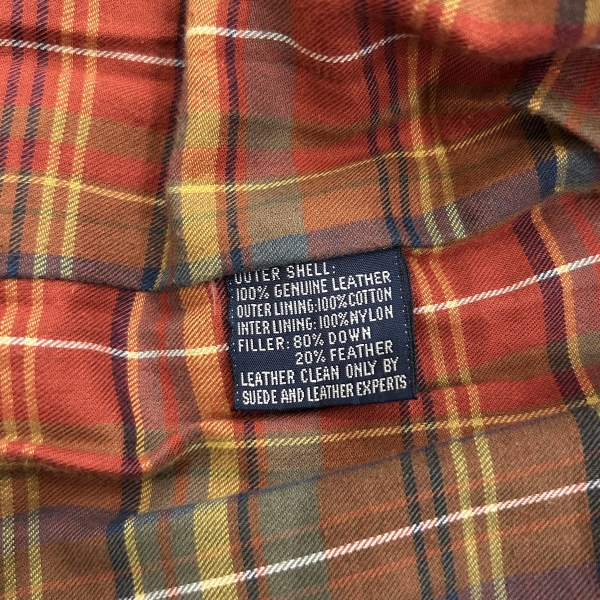 OUTER SHELL:
100% GENUINE LEATHER
OUTER LINING:100%COTTON
INTER LINING:100%NYLON
FILLER: 80% DOWN
20% FEATHER
LEATHER CLEAN ONLY BY
SUEDE AND LEATHER EXPERTS